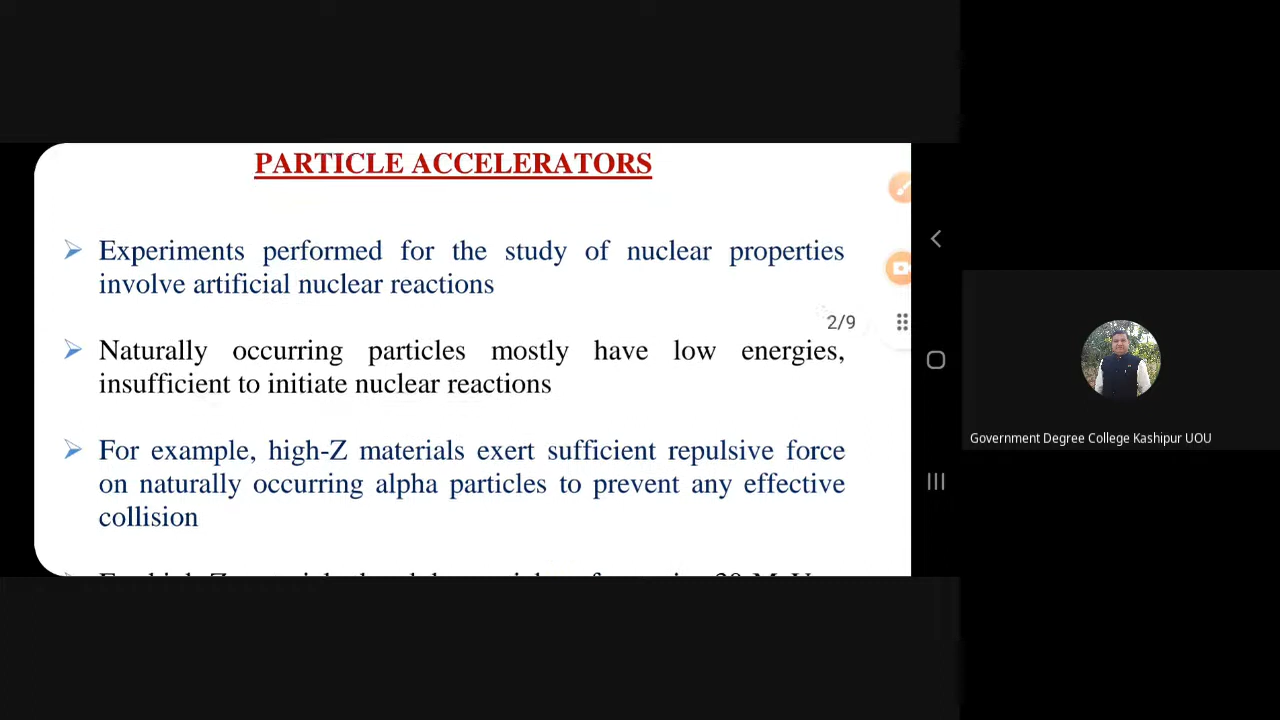 PARTICLE ACCELERATORS
Experiments performed for the study of nuclear properties
involve artificial nuclear reactions
2/9
Naturally occurring particles mostly have low energies,
insufficient to initiate nuclear reactions
For example, high-Z materials exert sufficient repulsive force
on naturally occurring alpha particles to prevent any effective
collision
Government Degree College Kashipur UOU